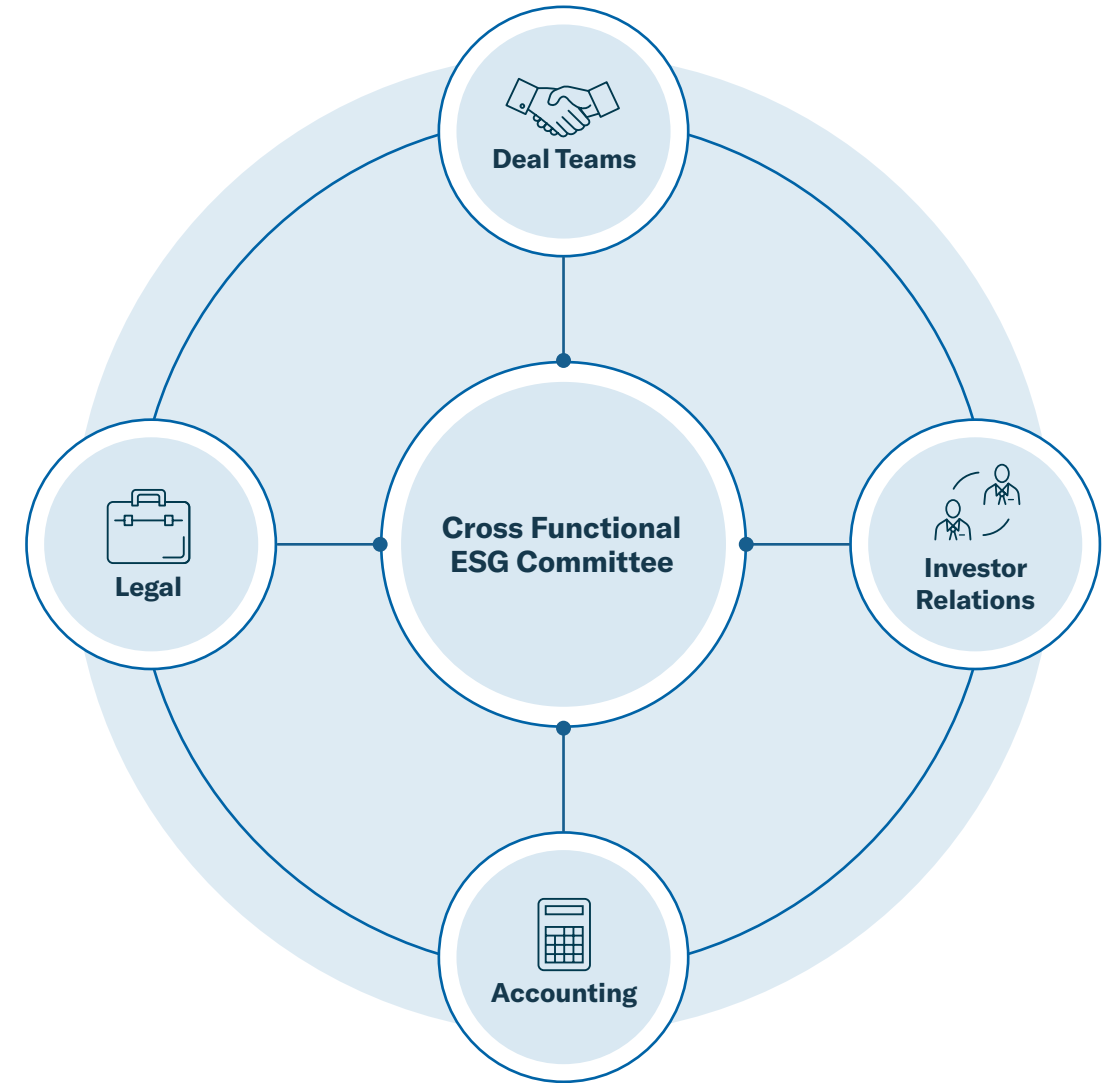 Deal Teams
Cross Functional
ESG Committee
Legal
Investor
Relations
Accounting